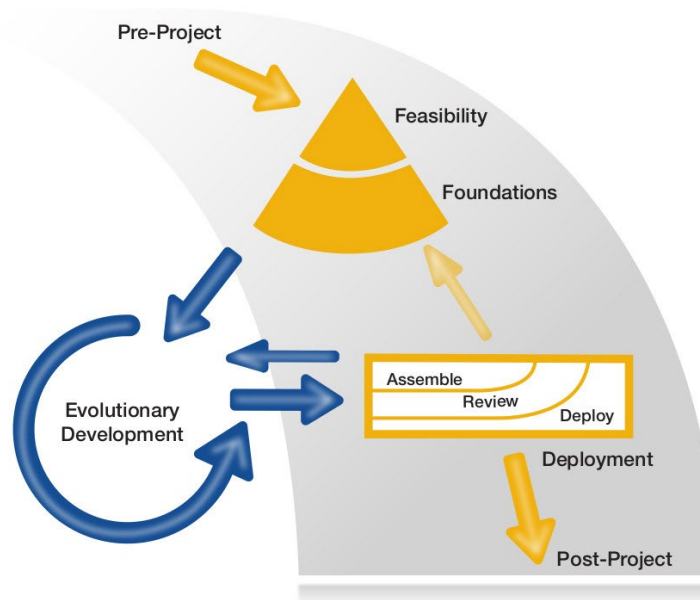 Pre-Project
Feasibility
Foundations
Assemble
Review
Deploy
Evolutionary
Development
Deployment
Post-Project